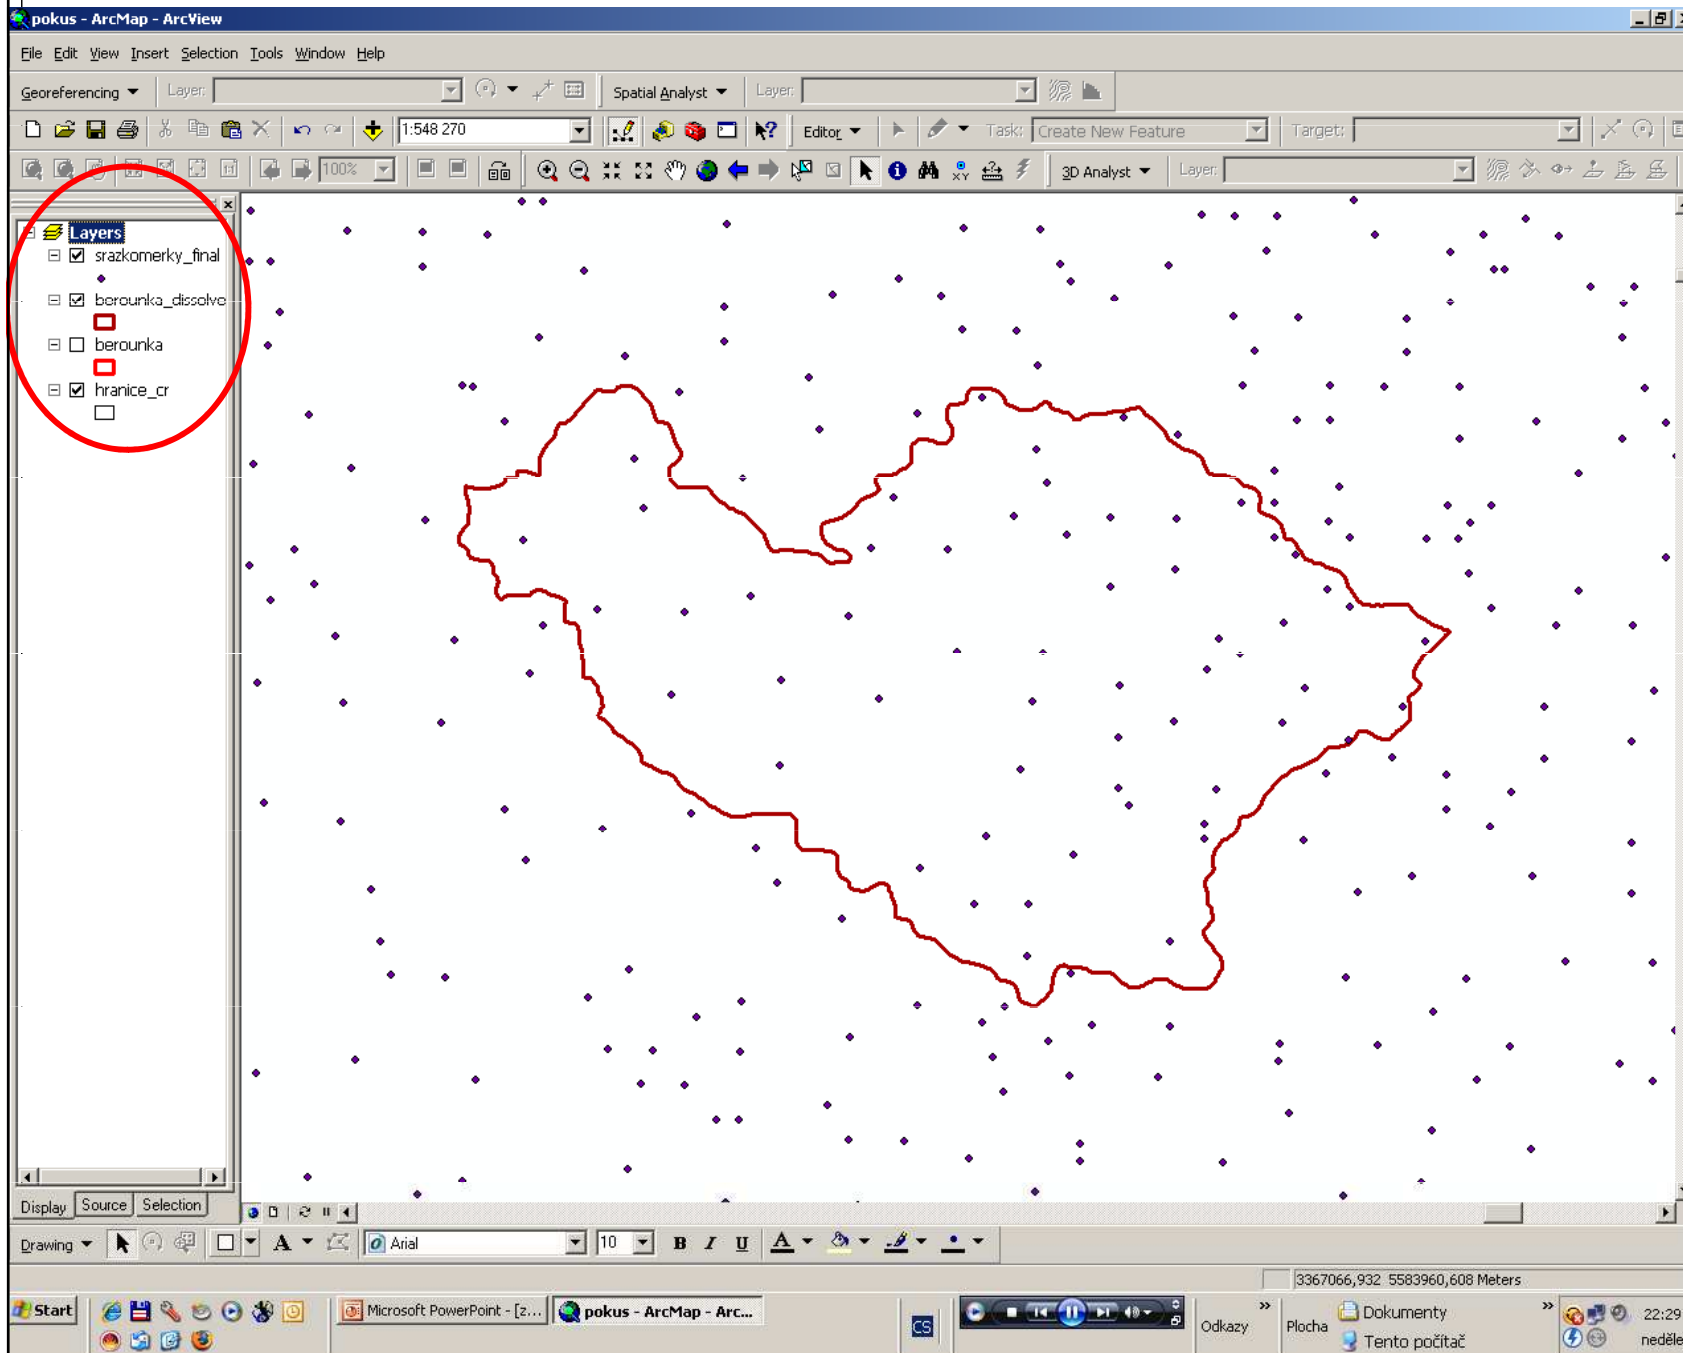 pokus - ArcMap - ArcView
File Edit View Insert Selection Tools Window Help
Georeferencing Layer: Spatial Analyst Layer:
1:548 270 Editor Task: Create New Feature Target:
100% 3D Analyst Layer:
Layers
srazkomerky_final
berounka_dissolve
berounka
hranice_cr
Display Source Selection
Drawing A Arial 10 B I U A
3367066,932 5583960,608 Meters
Start Microsoft PowerPoint - [z... pokus - ArcMap - Arc... CS Odkazy » Plocha Dokumenty » 22:29
Tento počítač neděle